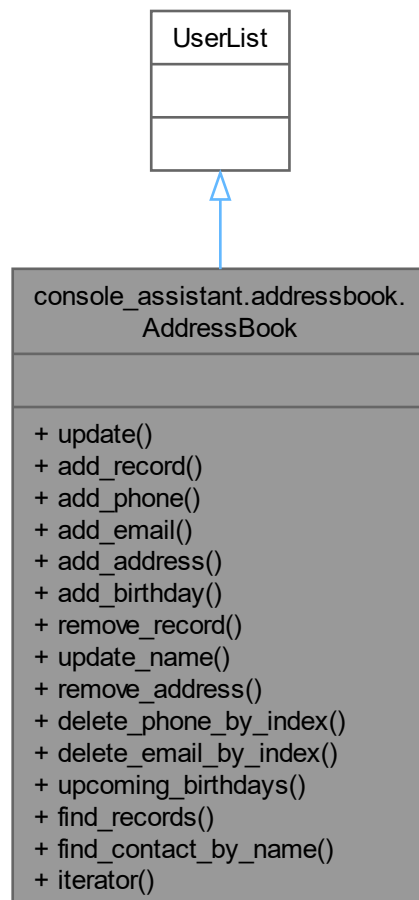 UserList
console_assistant.addressbook.
AddressBook
+ update()
+ add_record()
+ add_phone()
+ add_email()
+ add_address()
+ add_birthday()
+ remove_record()
+ update_name()
+ remove_address()
+ delete_phone_by_index()
+ delete_email_by_index()
+ upcoming_birthdays()
+ find_records()
+ find_contact_by_name()
+ iterator()